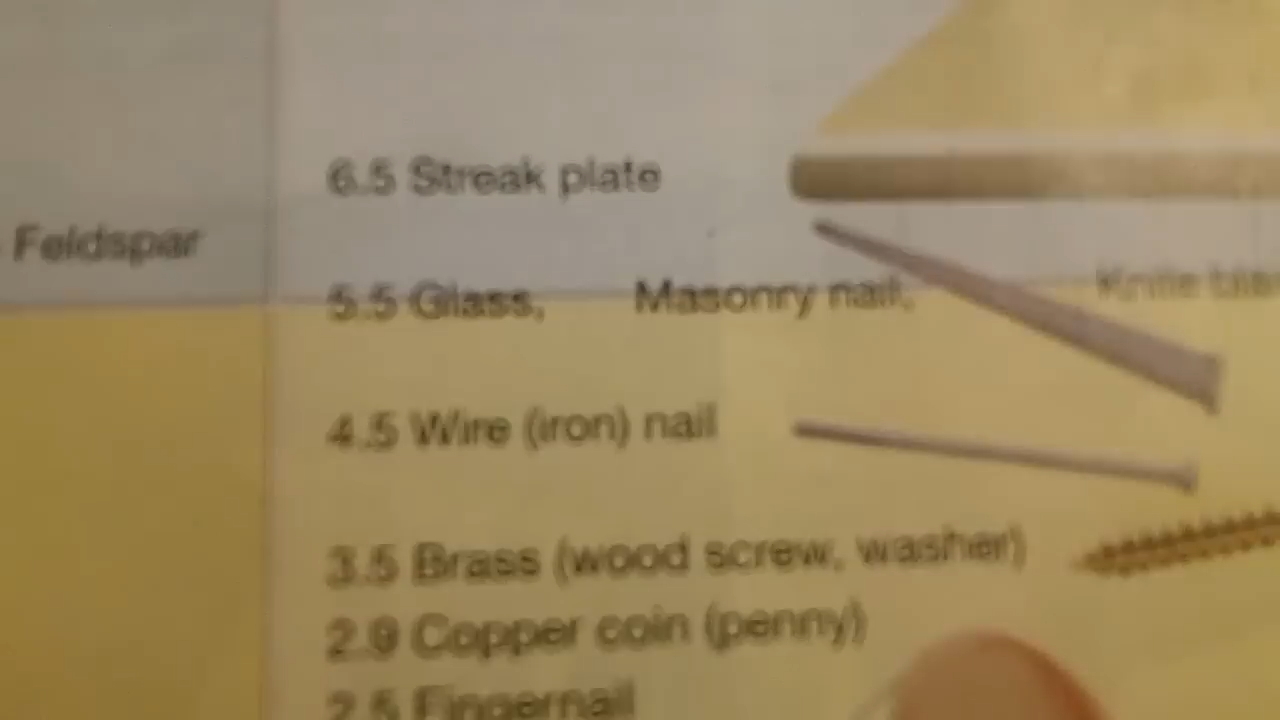 6.5 Streak plate
Feldspar
5.5 Glass, Masonry nail, Knife
4.5 Wire (iron) nail
3.5 Brass (wood screw, washer)
2.9 Copper coin (penny)
2.5 Fingernail